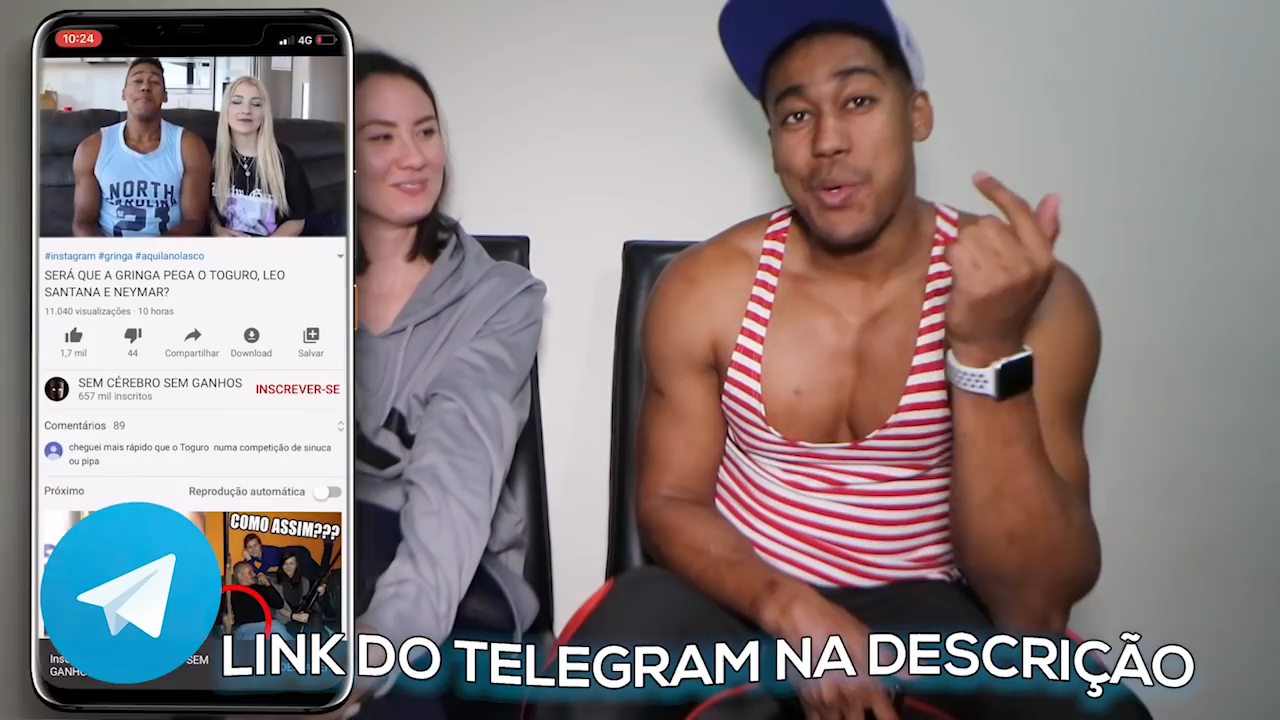 10:24
4G
NORTH
CAROLINA
21
#instagram #gringa #aquilanolasco
SERÁ QUE A GRINGA PEGA O TOGURO, LEO
SANTANA E NEYMAR?
11.040 visualizações · 10 horas
1,7 mil
44
Compartilhar
Download
Salvar
SEM CÉREBRO SEM GANHOS
INSCREVER-SE
657 mil inscritos
Comentários 89
cheguei mais rápido que o Toguro numa competição de sinuca
ou pipa
Próximo
Reprodução automática
COMO ASSIM???
SEM
LINK DO TELEGRAM NA DESCRIÇÃO